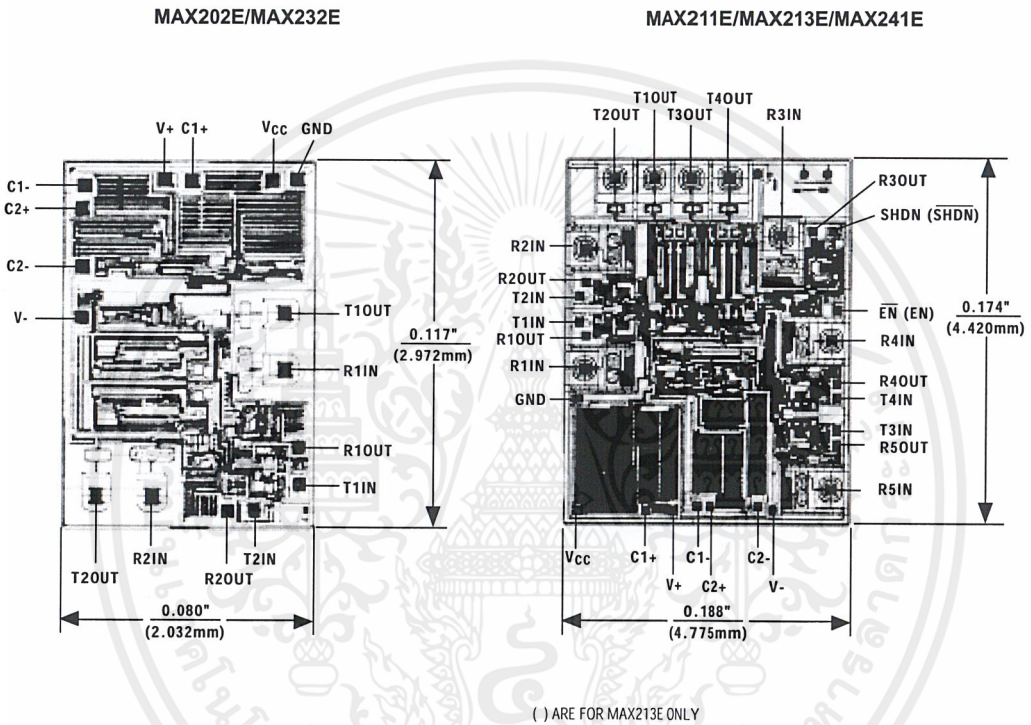 MAX202E/MAX232E
V+ C1+ VCC GND
C1-
C2+
C2-
V-
T1OUT
R1IN
R1OUT
T1IN
T2OUT
R2IN
R2OUT
T2IN
0.117"
(2.972mm)
0.080"
(2.032mm)
MAX211E/MAX213E/MAX241E
T2OUT
T1OUT
T3OUT
T4OUT
R3IN
R3OUT
SHDN (SHDN)
EN (EN)
R4IN
R4OUT
T4IN
T3IN
R5OUT
R5IN
R2IN
R2OUT
T2IN
T1IN
R1OUT
R1IN
GND
VCC
C1+
V+
C1-
C2+
C2-
V-
0.174"
(4.420mm)
0.188"
(4.775mm)
( ) ARE FOR MAX213E ONLY